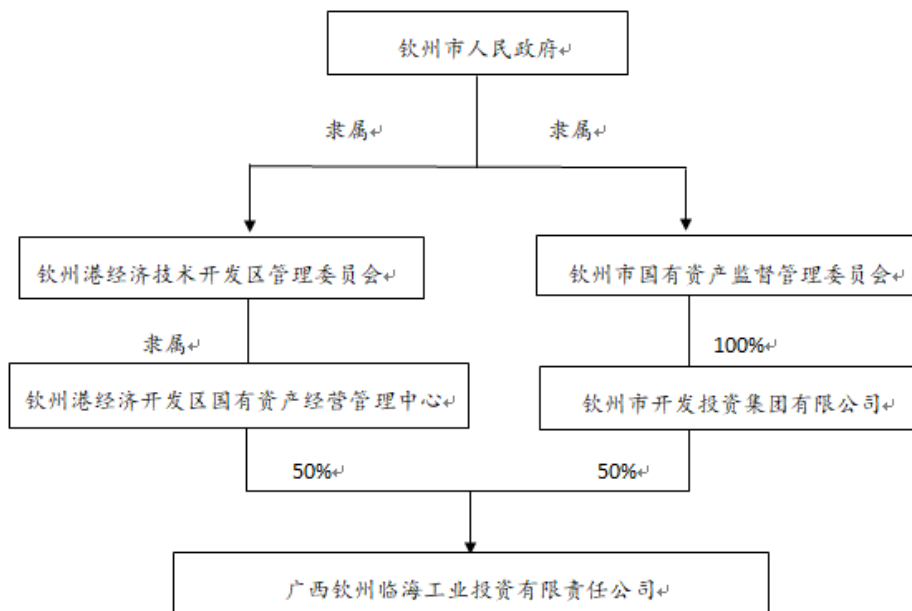 钦州市人民政府↵
隶属↵ 隶属↵
钦州港经济技术开发区管理委员会↵ 钦州市国有资产监督管理委员会↵
隶属↵ 100%↵
钦州港经济开发区国有资产经营管理中心↵ 钦州市开发投资集团有限公司↵
50%↵ 50%↵
广西钦州临海工业投资有限责任公司↵